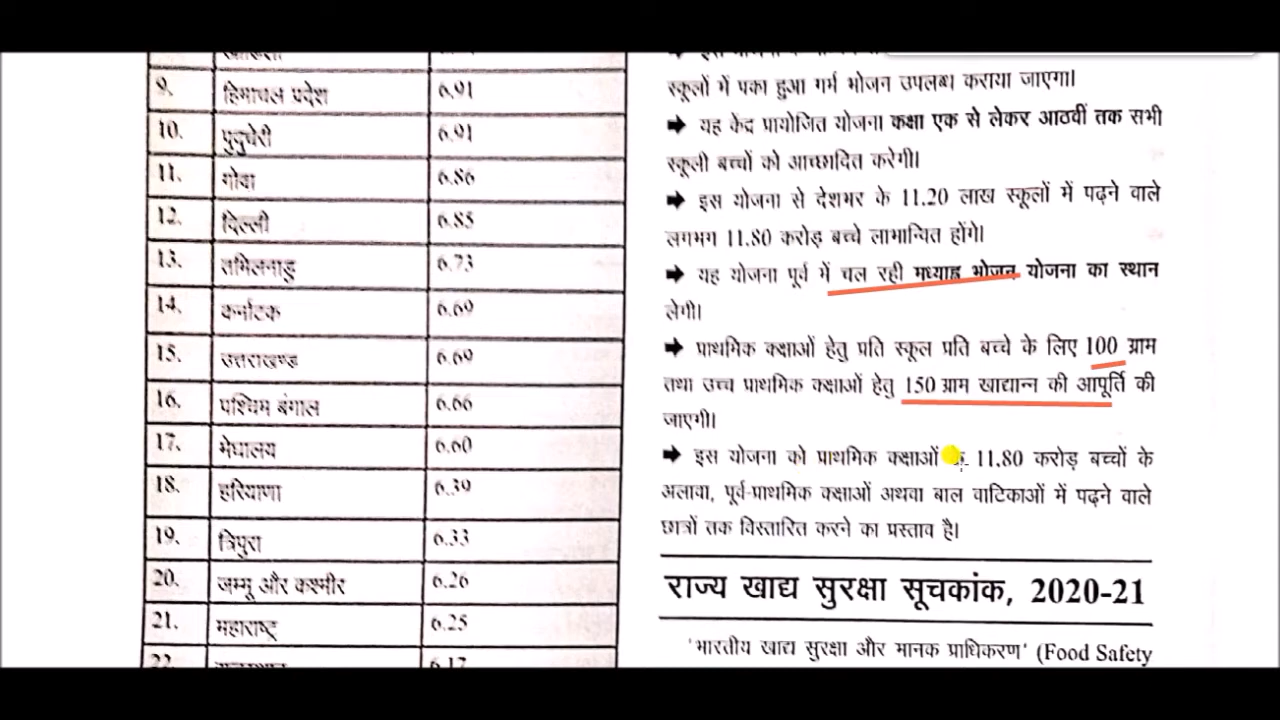 9. हिमाचल प्रदेश 6.91
10. पुदुचेरी 6.91
11. गोवा 6.86
12. दिल्ली 6.85
13. तमिलनाडु 6.73
14. कर्नाटक 6.69
15. उत्तराखण्ड 6.69
16. पश्चिम बंगाल 6.66
17. मेघालय 6.60
18. हरियाणा 6.39
19. त्रिपुरा 6.33
20. जम्मू और कश्मीर 6.26
21. महाराष्ट्र 6.25
22. 6.17
स्कूलों में पका हुआ गर्म भोजन उपलब्ध कराया जाएगा।
➔ यह केंद्र प्रायोजित योजना कक्षा एक से लेकर आठवीं तक सभी
स्कूली बच्चों को आच्छादित करेगी।
➔ इस योजना से देशभर के 11.20 लाख स्कूलों में पढ़ने वाले
लगभग 11.80 करोड़ बच्चे लाभान्वित होंगे।
➔ यह योजना पूर्व में चल रही मध्याह्न भोजन योजना का स्थान
लेगी।
➔ प्राथमिक कक्षाओं हेतु प्रति स्कूल प्रति बच्चे के लिए 100 ग्राम
तथा उच्च प्राथमिक कक्षाओं हेतु 150 ग्राम खाद्यान्न की आपूर्ति की
जाएगी।
➔ इस योजना को प्राथमिक कक्षाओं 11.80 करोड़ बच्चों के
अलावा, पूर्व-प्राथमिक कक्षाओं अथवा बाल वाटिकाओं में पढ़ने वाले
छात्रों तक विस्तारित करने का प्रस्ताव है।
राज्य खाद्य सुरक्षा सूचकांक, 2020-21
'भारतीय खाद्य सुरक्षा और मानक प्राधिकरण' (Food Safety